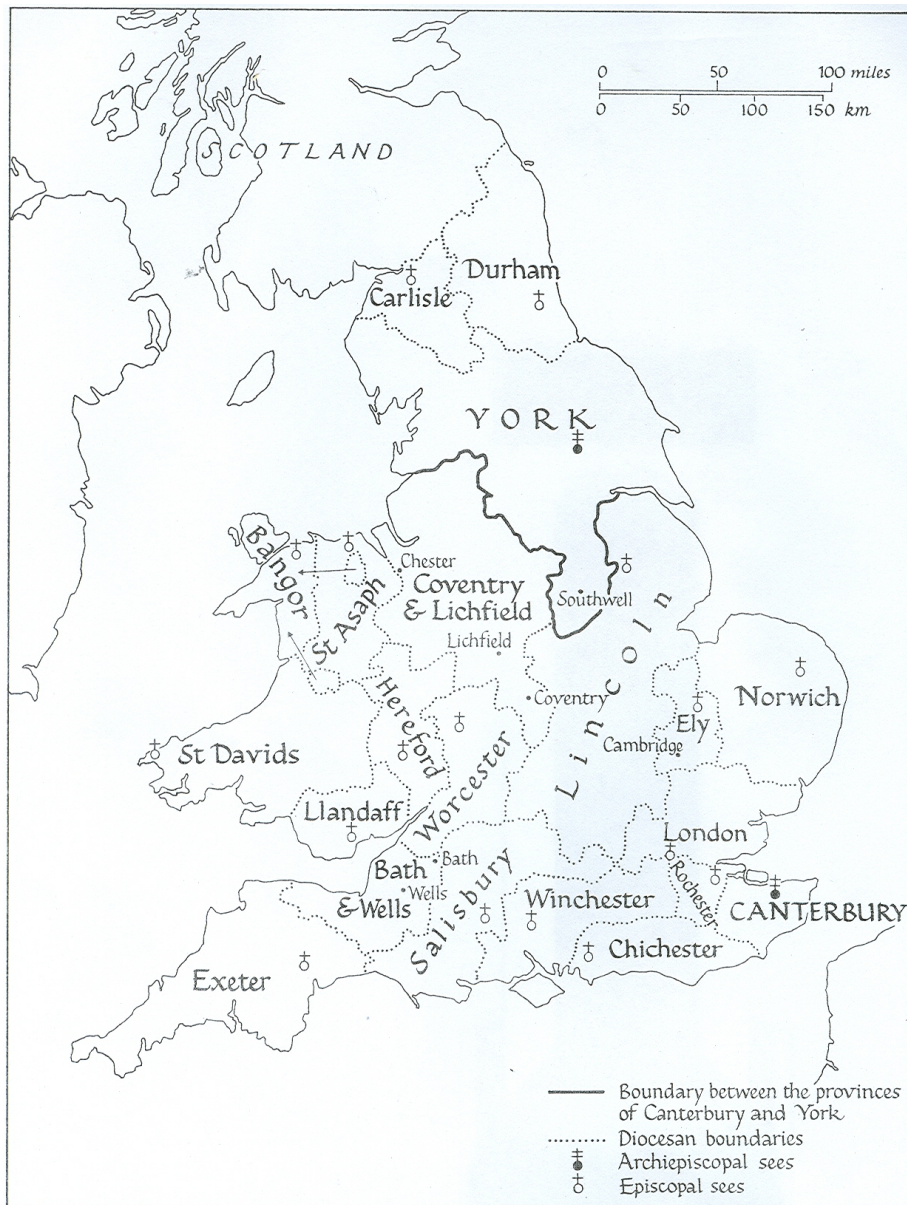 0 50 100 miles
0 50 100 150 km
SCOTLAND
Durham
Carlisle
YORK
Bangor
St Asaph
Chester
Coventry
& Lichfield
Lichfield
Southwell
Lincoln
Coventry
Norwich
Ely
Cambridge
Hereford
Worcester
St Davids
Llandaff
London
Rochester
CANTERBURY
Bath
Bath
& Wells
Wells
Salisbury
Winchester
Chichester
Exeter
Boundary between the provinces
of Canterbury and York
Diocesan boundaries
Archiepiscopal sees
Episcopal sees